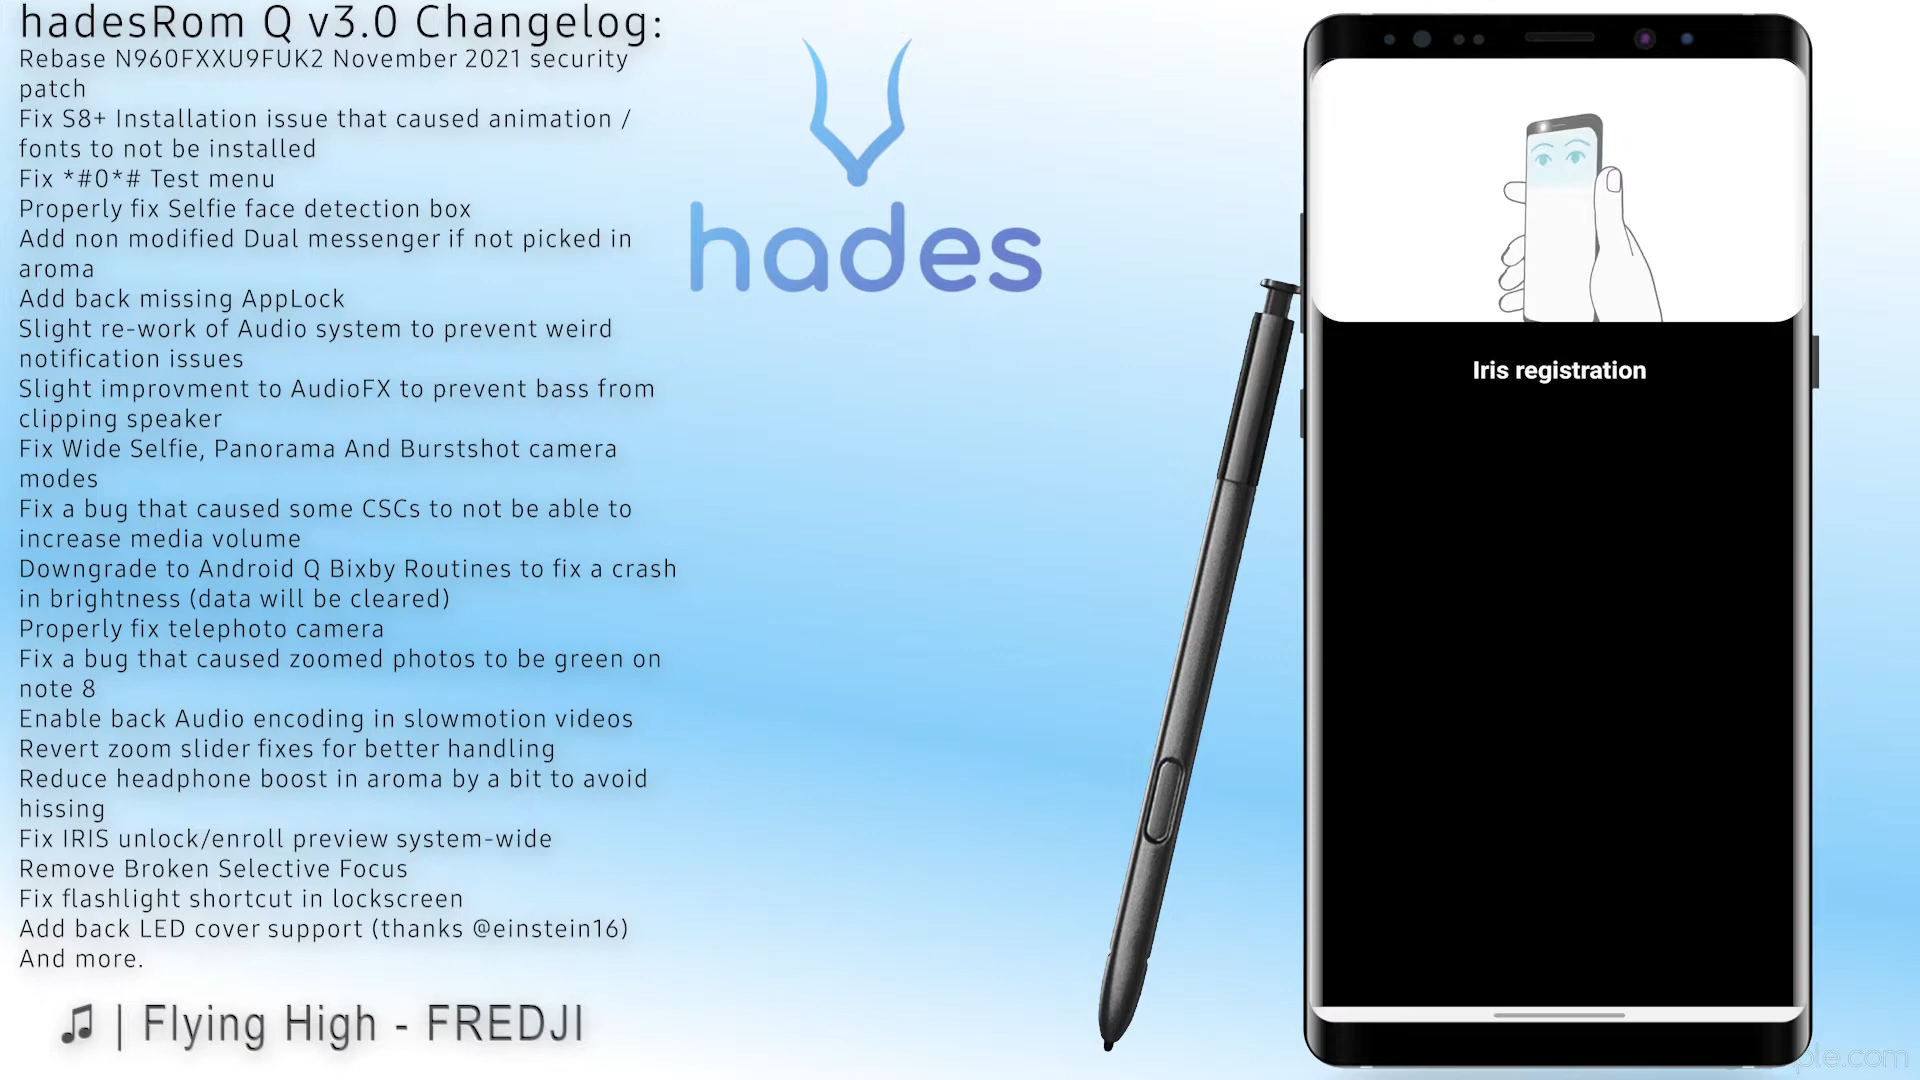 hadesRom Q v3.0 Changelog:
Rebase N960FXXU9FUK2 November 2021 security
patch
Fix S8+ Installation issue that caused animation /
fonts to not be installed
Fix *#0*# Test menu
Properly fix Selfie face detection box
Add non modified Dual messenger if not picked in
aroma
Add back missing AppLock
Slight re-work of Audio system to prevent weird
notification issues
Slight improvment to AudioFX to prevent bass from
clipping speaker
Fix Wide Selfie, Panorama And Burstshot camera
modes
Fix a bug that caused some CSCs to not be able to
increase media volume
Downgrade to Android Q Bixby Routines to fix a crash
in brightness (data will be cleared)
Properly fix telephoto camera
Fix a bug that caused zoomed photos to be green on
note 8
Enable back Audio encoding in slowmotion videos
Revert zoom slider fixes for better handling
Reduce headphone boost in aroma by a bit to avoid
hissing
Fix IRIS unlock/enroll preview system-wide
Remove Broken Selective Focus
Fix flashlight shortcut in lockscreen
Add back LED cover support (thanks @einstein16)
And more.
♫ | Flying High - FREDJI
hades
Iris registration